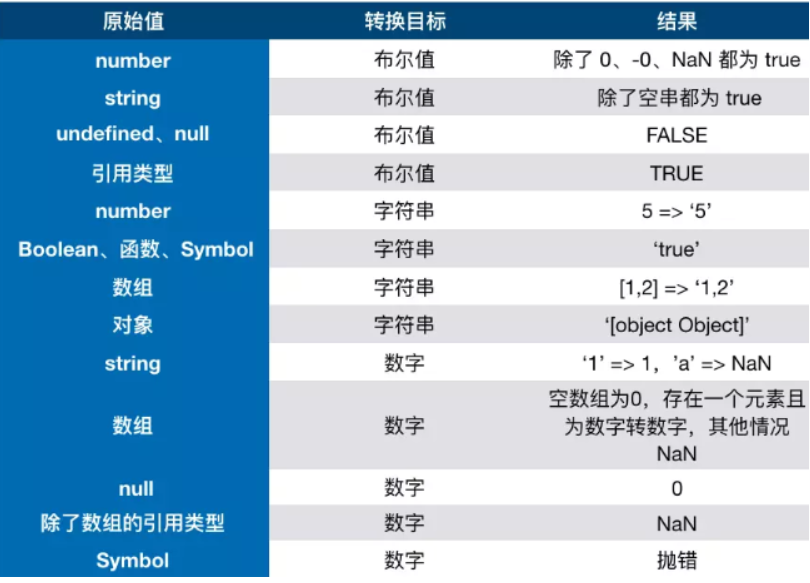 原始值 转换目标 结果
number 布尔值 除了 0、-0、NaN 都为 true
string 布尔值 除了空串都为 true
undefined、null 布尔值 FALSE
引用类型 布尔值 TRUE
number 字符串 5 => ‘5’
Boolean、函数、Symbol 字符串 ‘true’
数组 字符串 [1,2] => ‘1,2’
对象 字符串 ‘[object Object]’
string 数字 ‘1’ => 1，’a’ => NaN
数组 数字 空数组为0，存在一个元素且
为数字转数字，其他情况
NaN
null 数字 0
除了数组的引用类型 数字 NaN
Symbol 数字 抛错